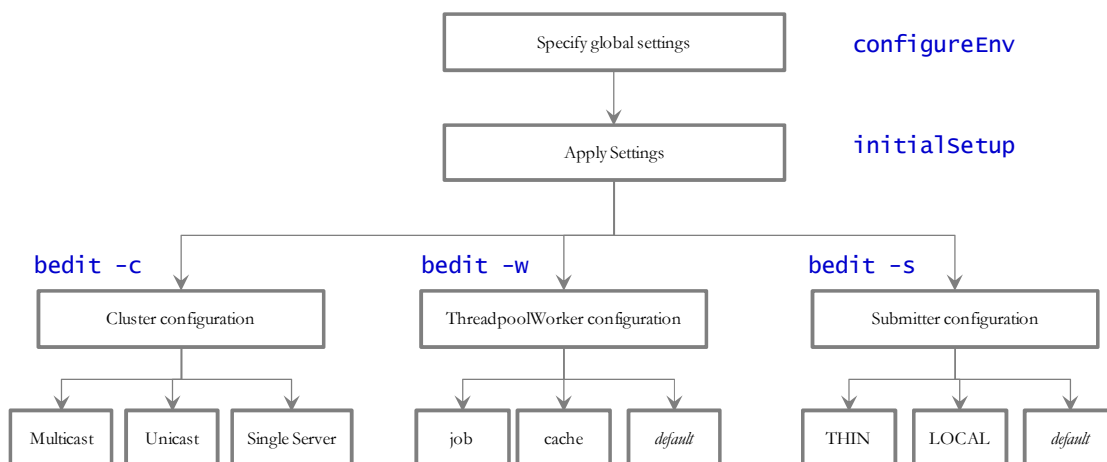 Specify global settings
configureEnv
Apply Settings
initialSetup
bedit -c
bedit -w
bedit -s
Cluster configuration
ThreadpoolWorker configuration
Submitter configuration
Multicast
Unicast
Single Server
job
cache
default
THIN
LOCAL
default